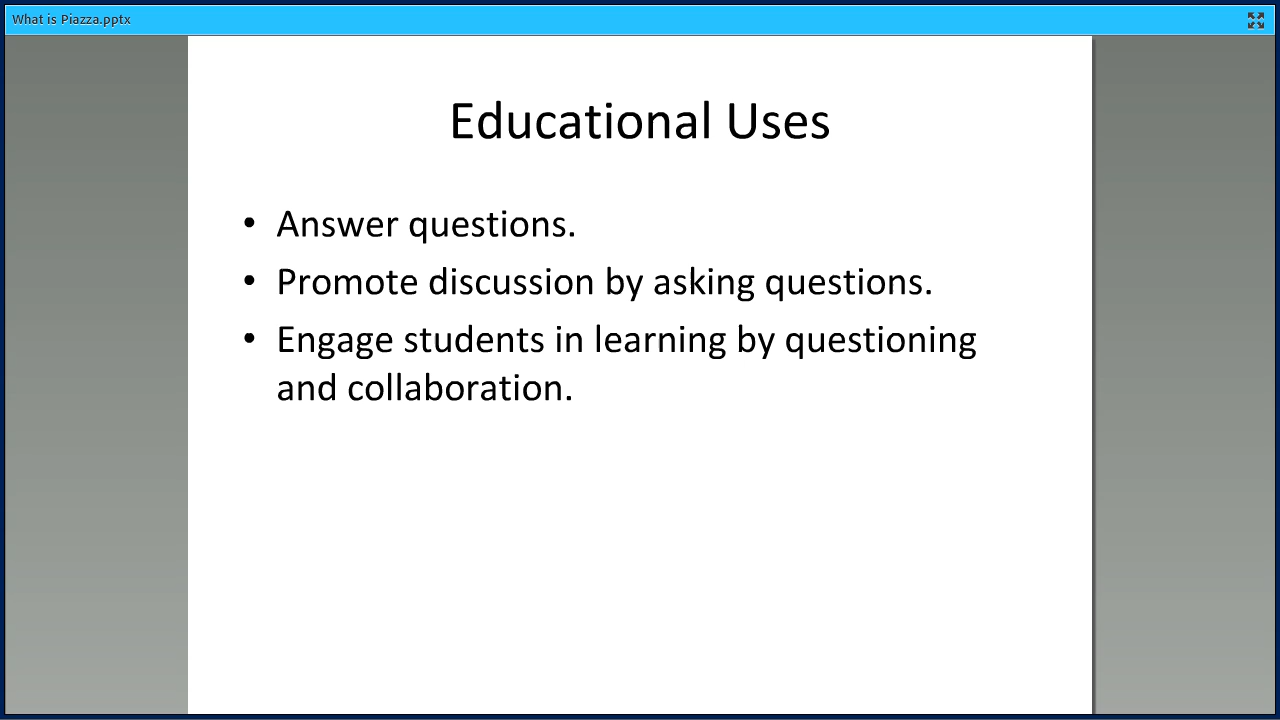 What is Piazza.pptx
Educational Uses
• Answer questions.
• Promote discussion by asking questions.
• Engage students in learning by questioning
and collaboration.